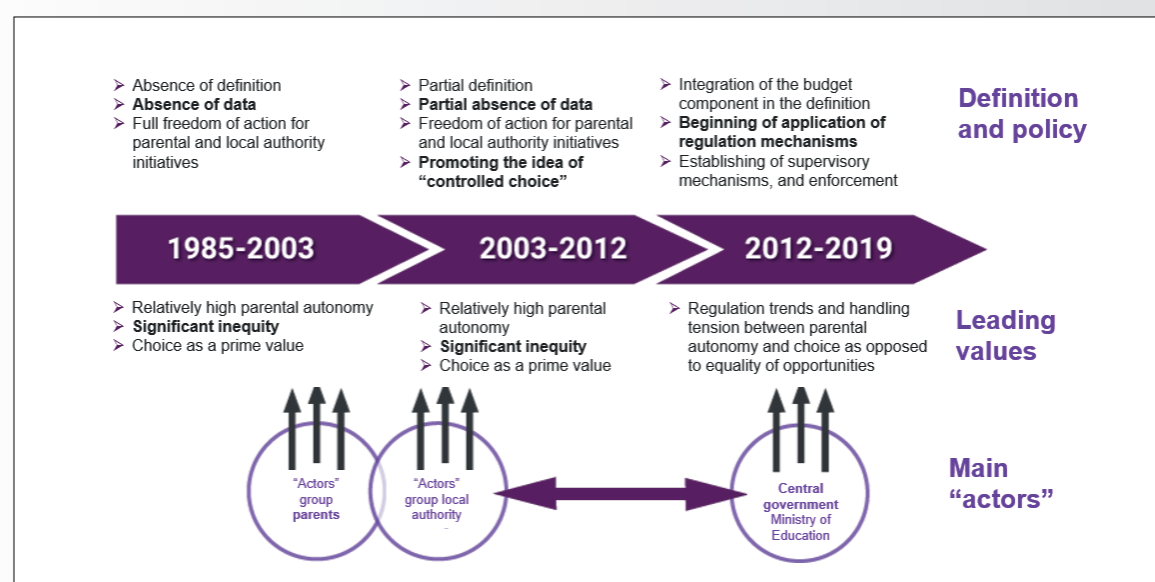 ➢ Absence of definition
➢ Absence of data
➢ Full freedom of action for
parental and local authority
initiatives
➢ Partial definition
➢ Partial absence of data
➢ Freedom of action for parental
and local authority initiatives
➢ Promoting the idea of
“controlled choice”
➢ Integration of the budget
component in the definition
➢ Beginning of application of
regulation mechanisms
➢ Establishing of supervisory
mechanisms, and enforcement
Definition
and policy
1985-2003
2003-2012
2012-2019
➢ Relatively high parental autonomy
➢ Significant inequity
➢ Choice as a prime value
➢ Relatively high parental
autonomy
➢ Significant inequity
➢ Choice as a prime value
➢ Regulation trends and handling
tension between parental
autonomy and choice as opposed
to equality of opportunities
Leading
values
“Actors”
group
parents
“Actors”
group local
authority
Central
government
Ministry of
Education
Main
“actors”